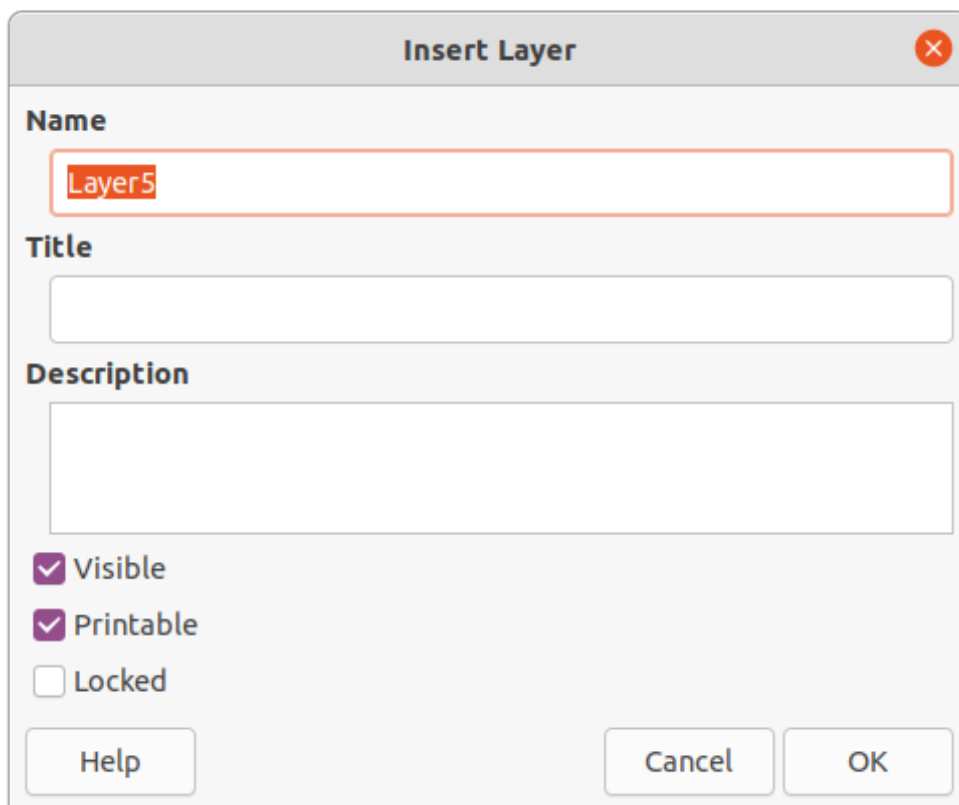 Insert Layer
Name
Layer5
Title
Description
Visible
Printable
Locked
Help Cancel OK